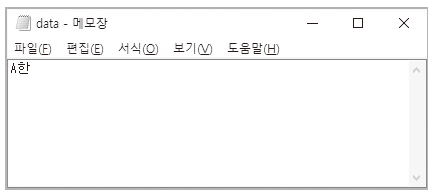 data - 메모장
파일(F) 편집(E) 서식(O) 보기(V) 도움말(H)
A한